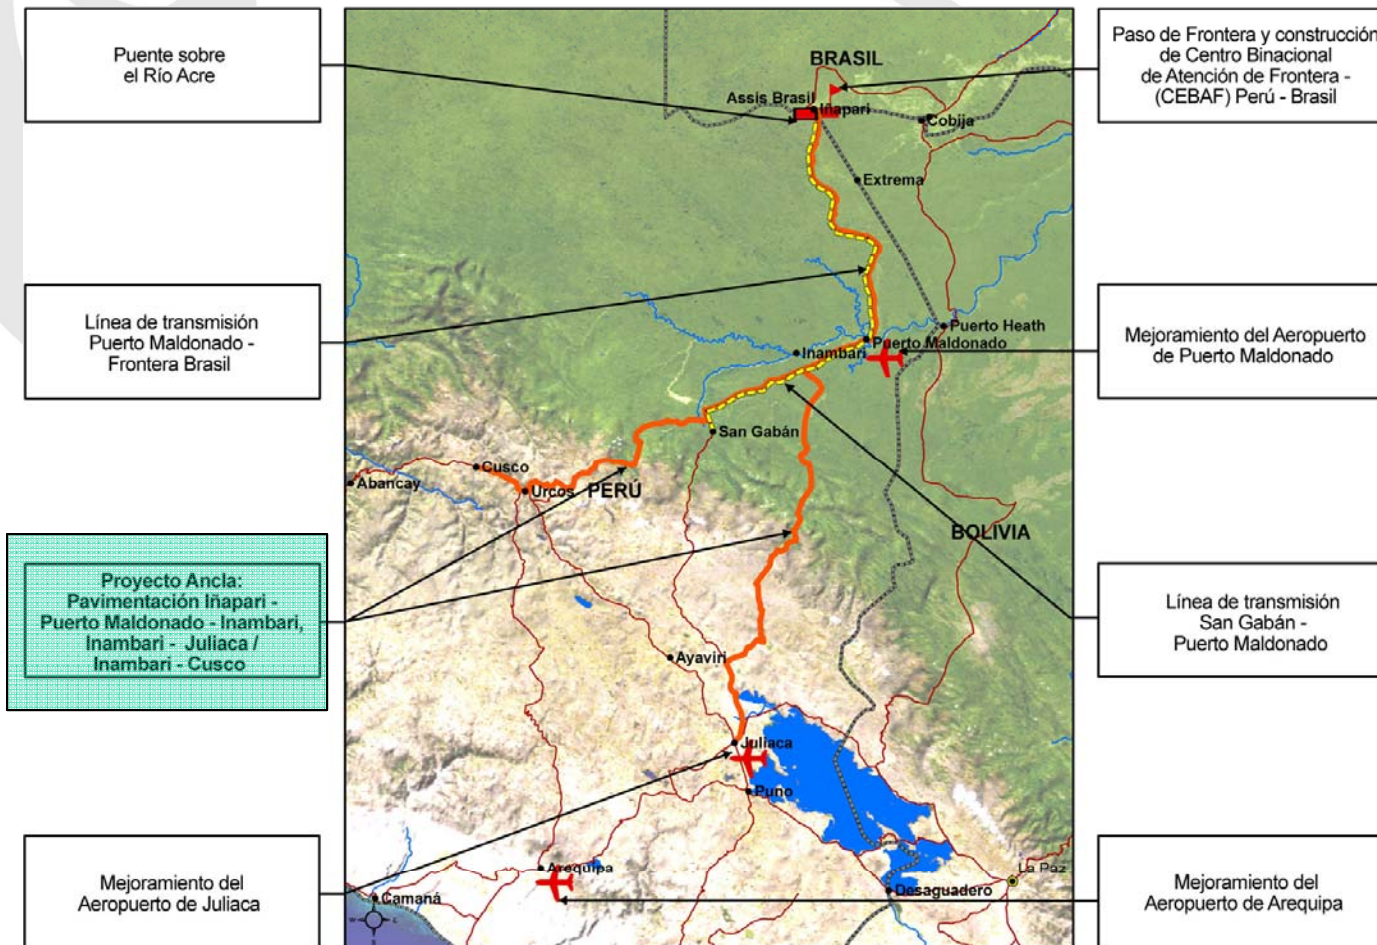 Puente sobre
el Río Acre
Línea de transmisión
Puerto Maldonado -
Frontera Brasil
Proyecto Ancla:
Pavimentación Iñapari -
Puerto Maldonado - Inambari,
Inambari - Juliaca /
Inambari - Cusco
Mejoramiento del
Aeropuerto de Juliaca
BRASIL
Assis Brasil
Iñapari
Cobija
Extrema
Puerto Heath
Puerto Maldonado
Inambari
San Gabán
Cusco
Abancay
Urcos
PERÚ
BOLIVIA
Ayaviri
Juliaca
Puno
Arequipa
La Paz
Camaná
Desaguadero
Paso de Frontera y construcción
de Centro Binacional
de Atención de Frontera -
(CEBAF) Perú - Brasil
Mejoramiento del Aeropuerto
de Puerto Maldonado
Línea de transmisión
San Gabán -
Puerto Maldonado
Mejoramiento del
Aeropuerto de Arequipa